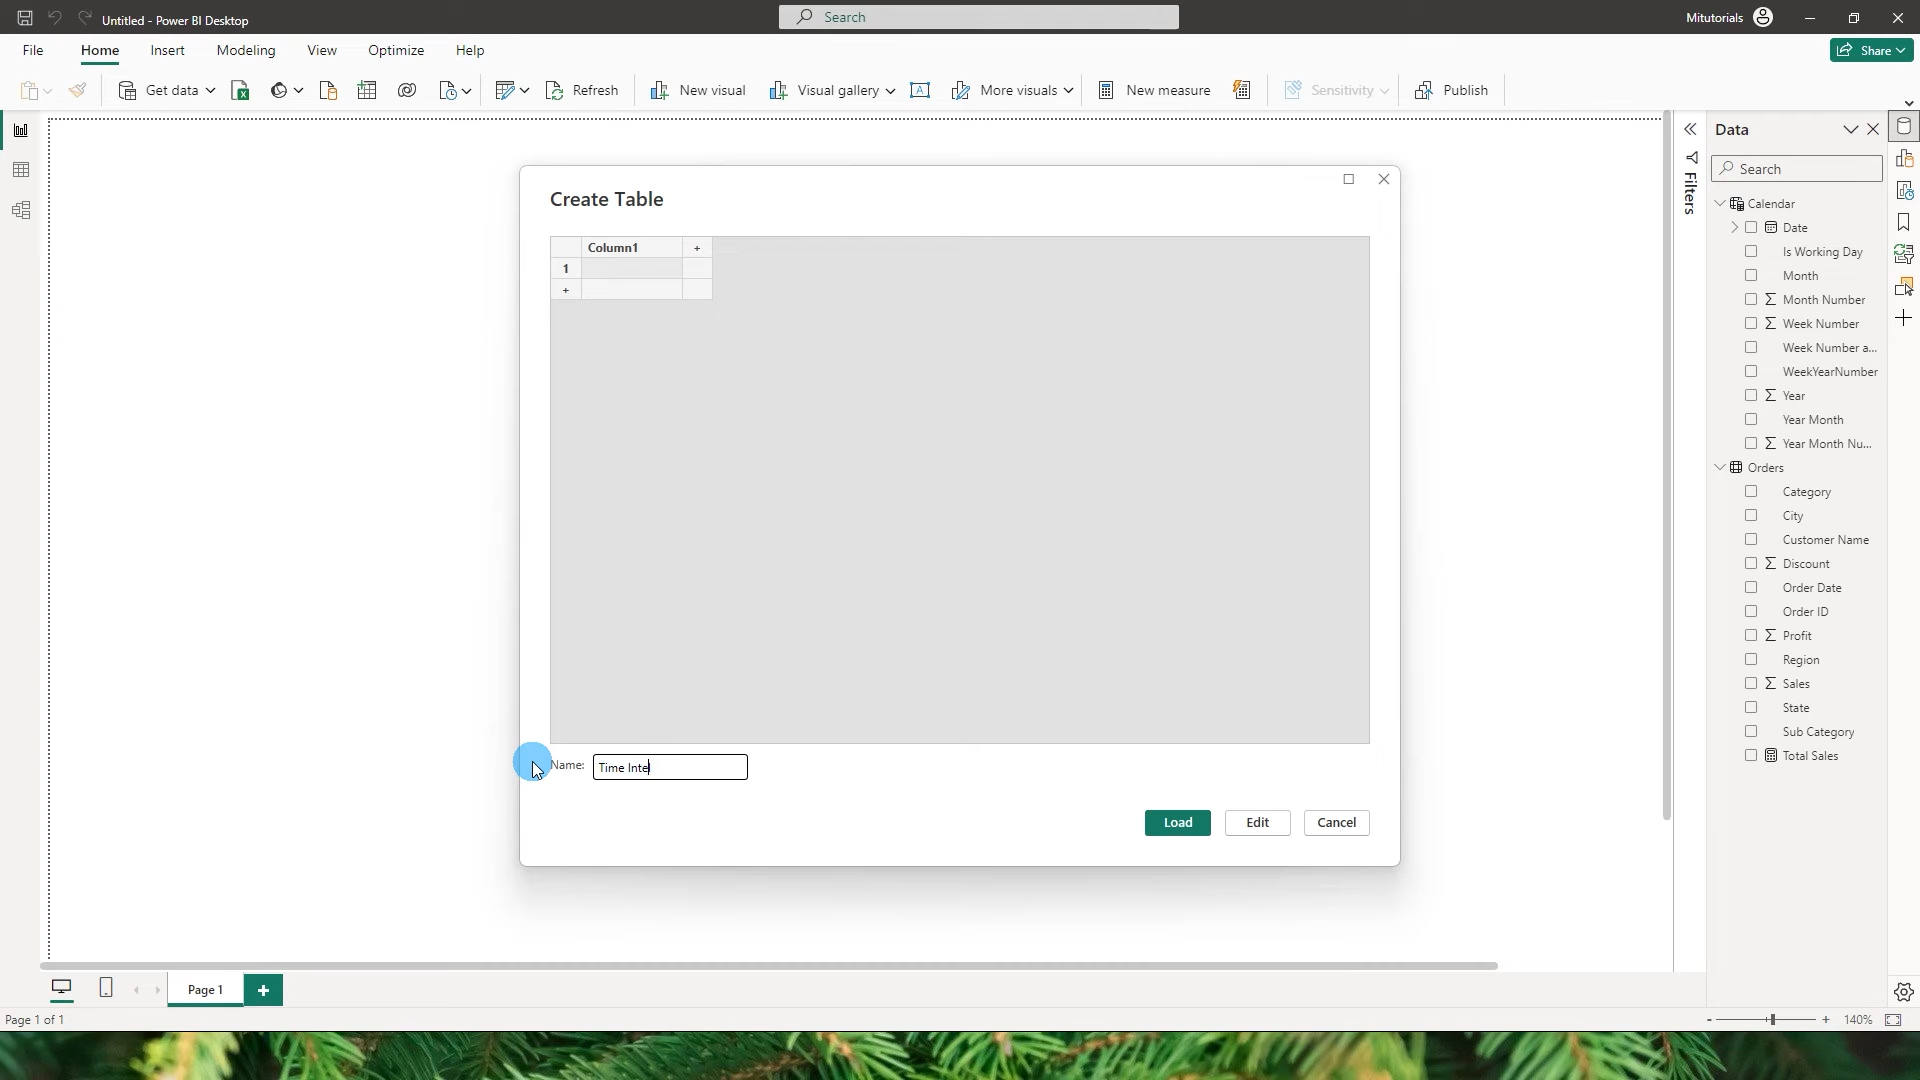 Untitled - Power BI Desktop
Search
Mitutorials
File
Home
Insert
Modeling
View
Optimize
Help
Share
Get data
Refresh
New visual
Visual gallery
More visuals
New measure
Sensitivity
Publish
Create Table
Column1
+
1
+
Name:
Time Intel
Load
Edit
Cancel
Filters
Data
Search
Calendar
Date
Is Working Day
Month
Month Number
Week Number
Week Number a...
WeekYearNumber
Year
Year Month
Year Month Nu...
Orders
Category
City
Customer Name
Discount
Order Date
Order ID
Profit
Region
Sales
State
Sub Category
Total Sales
Page 1
Page 1 of 1
- + 140%